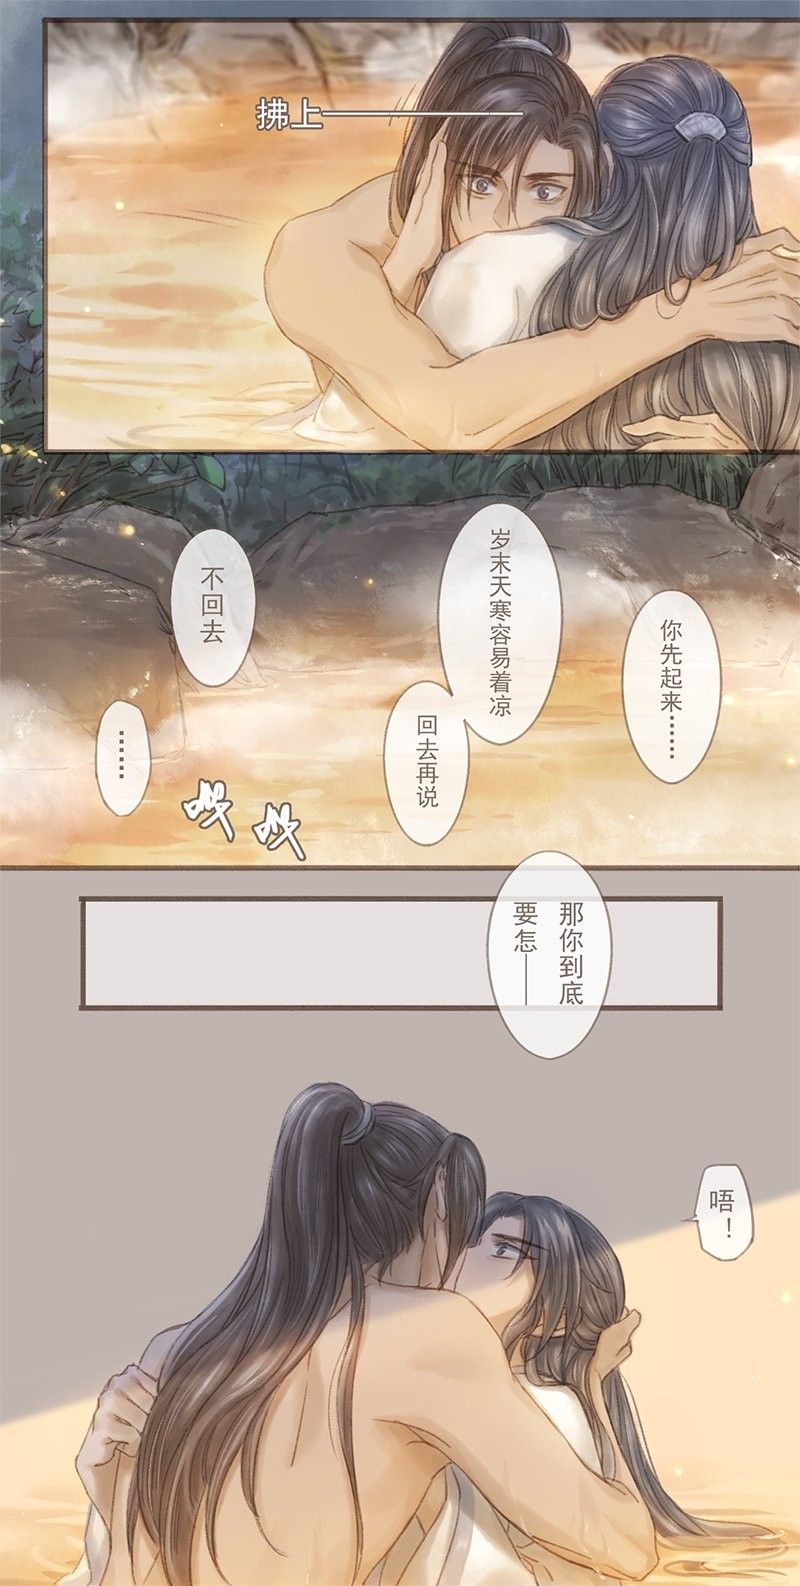 拂上——
你先起来……
岁末天寒容易着凉
回去再说
不回去
……
哗
哗
那你到底
要怎——
唔！